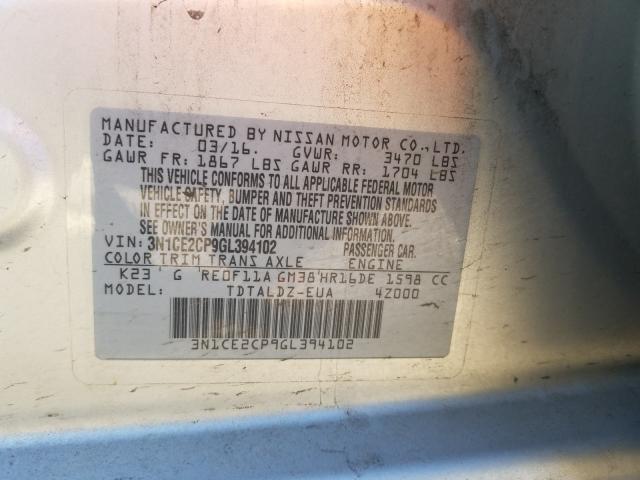 MANUFACTURED BY NISSAN MOTOR CO., LTD.
DATE: 03/16. GVWR: 3470 LBS
GAWR FR: 1867 LBS GAWR RR: 1704 LBS
THIS VEHICLE CONFORMS TO ALL APPLICABLE FEDERAL MOTOR
VEHICLE SAFETY, BUMPER AND THEFT PREVENTION STANDARDS
IN EFFECT ON THE DATE OF MANUFACTURE SHOWN ABOVE.
SEE OWNER'S MANUAL FOR ADDITIONAL INFORMATION.
VIN: 3N1CE2CP9GL394102 PASSENGER CAR.
COLOR TRIM TRANS AXLE ENGINE
K23 G RE0F11A GM38 HR16DE 1598 CC
MODEL: TDTALDZ-EUA 4Z000
3N1CE2CP9GL394102